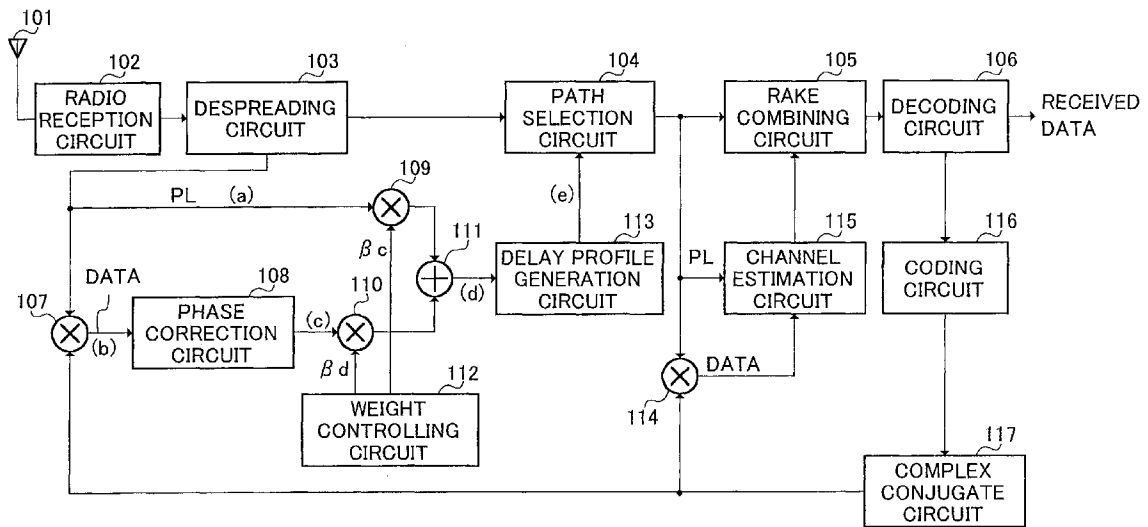 101
102
RADIO
RECEPTION
CIRCUIT
103
DESPREADING
CIRCUIT
104
PATH
SELECTION
CIRCUIT
105
RAKE
COMBINING
CIRCUIT
106
DECODING
CIRCUIT
RECEIVED
DATA
PL (a)
109
(e)
βc
111
113
DELAY PROFILE
GENERATION
CIRCUIT
(d)
PL
115
CHANNEL
ESTIMATION
CIRCUIT
116
CODING
CIRCUIT
DATA
107
(b)
108
PHASE
CORRECTION
CIRCUIT
(c)
110
βd
112
WEIGHT
CONTROLLING
CIRCUIT
DATA
114
117
COMPLEX
CONJUGATE
CIRCUIT